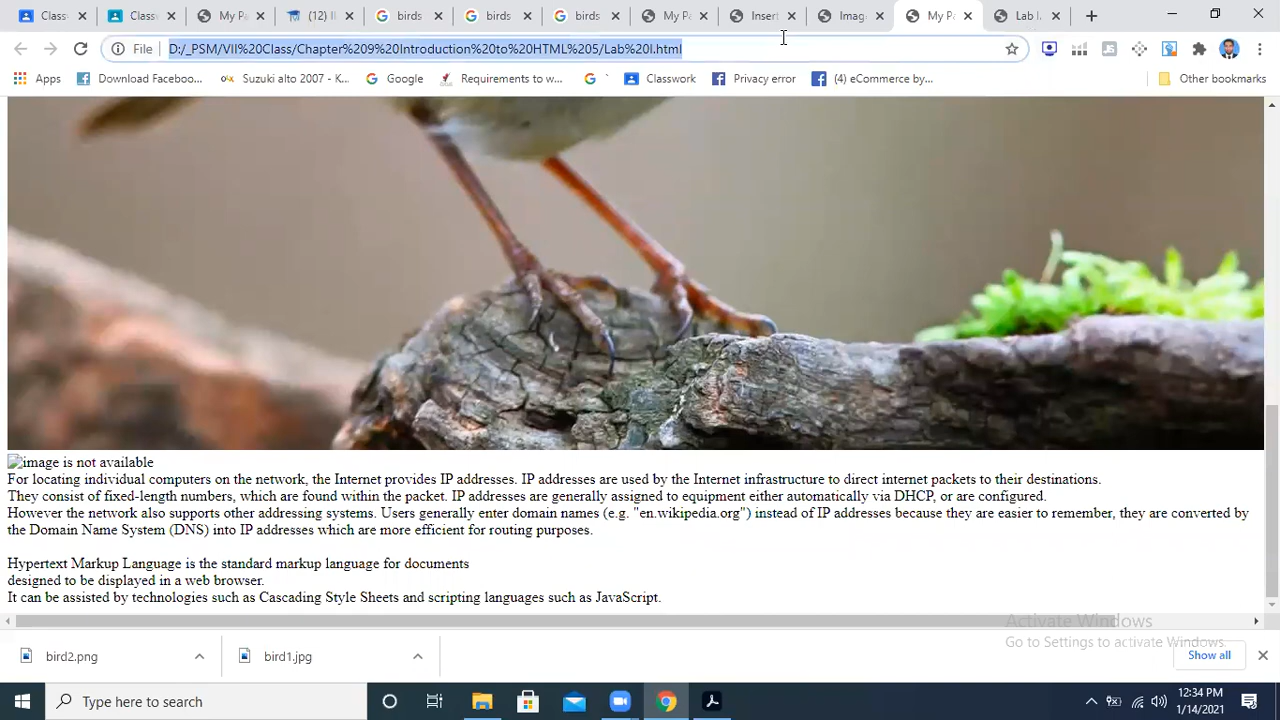 Class
Class
My Pa
(12) I
birds
birds
birds
My Pa
Insert
Imag
My Pa
Lab I.
File
D:/_PSM/VII%20Class/Chapter%209%20Introduction%20to%20HTML%205/Lab%20I.html
Apps
Download Faceboo...
Suzuki alto 2007 - K...
Google
Requirements to w...
Classwork
Privacy error
(4) eCommerce by...
Other bookmarks
image is not available
For locating individual computers on the network, the Internet provides IP addresses. IP addresses are used by the Internet infrastructure to direct internet packets to their destinations.
They consist of fixed-length numbers, which are found within the packet. IP addresses are generally assigned to equipment either automatically via DHCP, or are configured.
However the network also supports other addressing systems. Users generally enter domain names (e.g. "en.wikipedia.org") instead of IP addresses because they are easier to remember, they are converted by
the Domain Name System (DNS) into IP addresses which are more efficient for routing purposes.
Hypertext Markup Language is the standard markup language for documents
designed to be displayed in a web browser.
It can be assisted by technologies such as Cascading Style Sheets and scripting languages such as JavaScript.
Activate Windows
Go to Settings to activate Windows.
bird2.png
bird1.jpg
Show all
Type here to search
12:34 PM
1/14/2021